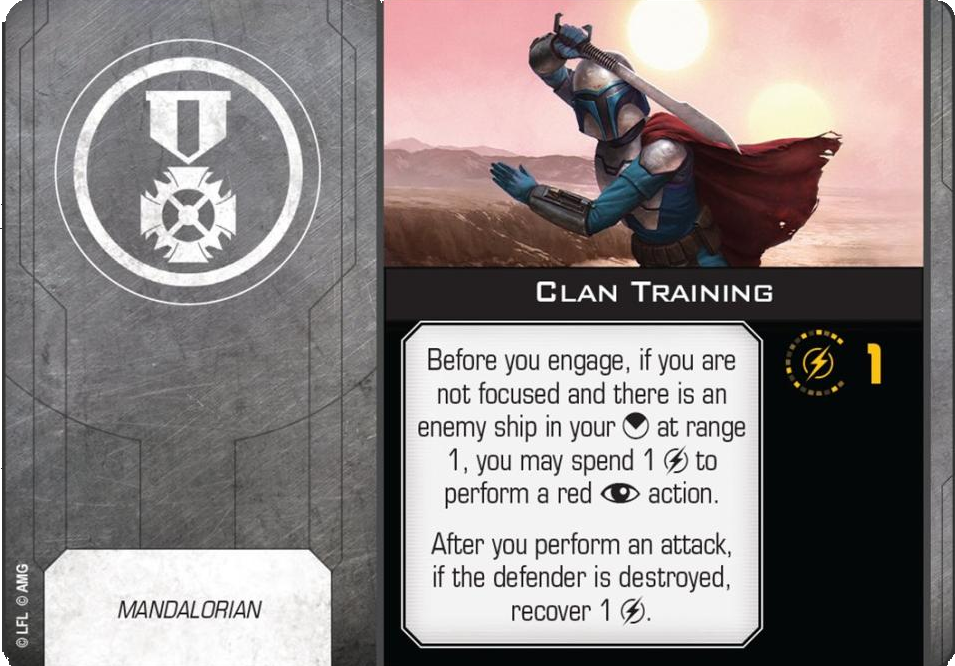 CLAN TRAINING
Before you engage, if you are
not focused and there is an
enemy ship in your at range
1, you may spend 1 to
perform a red action.
After you perform an attack,
if the defender is destroyed,
recover 1 .
1
MANDALORIAN
© LFL © AMG